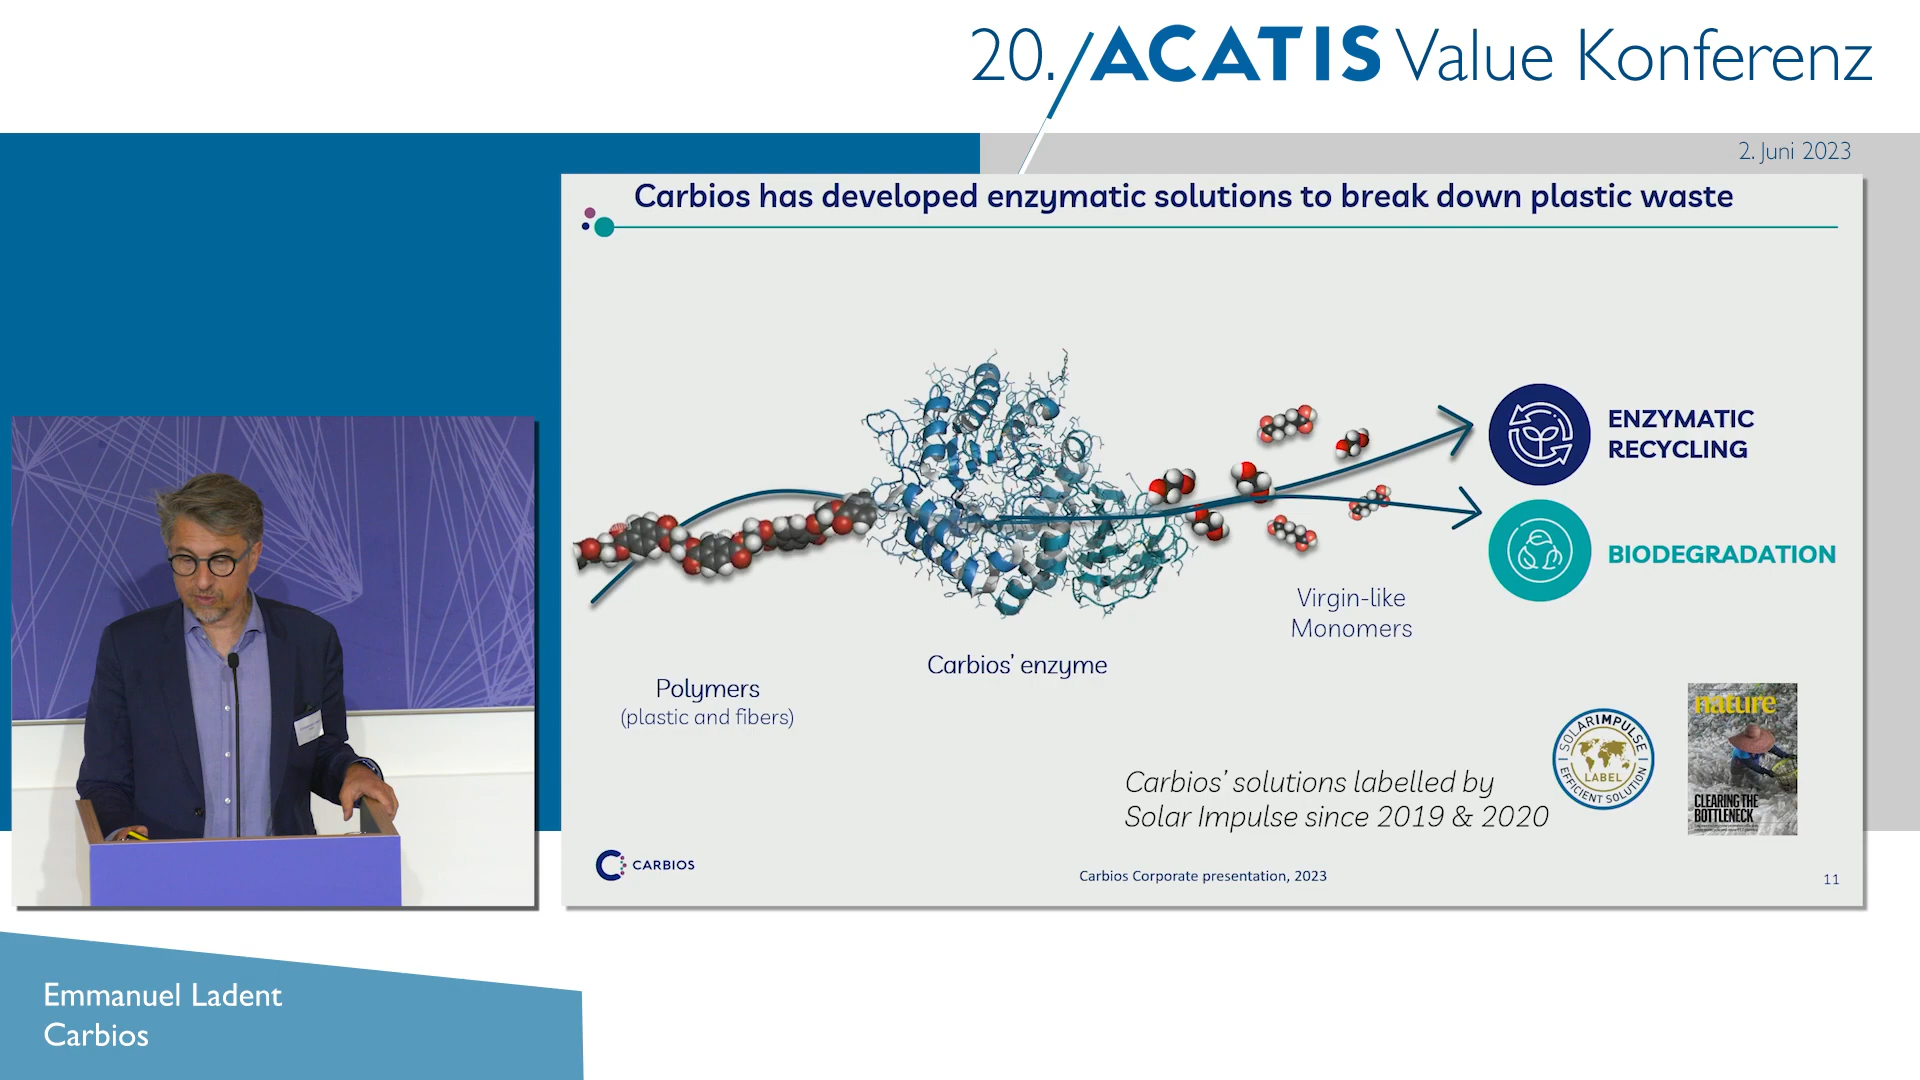 20. ACATIS Value Konferenz
2. Juni 2023
Carbios has developed enzymatic solutions to break down plastic waste
ENZYMATIC
RECYCLING
BIODEGRADATION
Virgin-like
Monomers
Carbios’ enzyme
Polymers
(plastic and fibers)
Carbios’ solutions labelled by
Solar Impulse since 2019 & 2020
SOLARIMPULSE
EFFICIENT SOLUTION
LABEL
nature
CLEARING THE
BOTTLENECK
CARBIOS
Carbios Corporate presentation, 2023
11
Emmanuel Ladent
Carbios